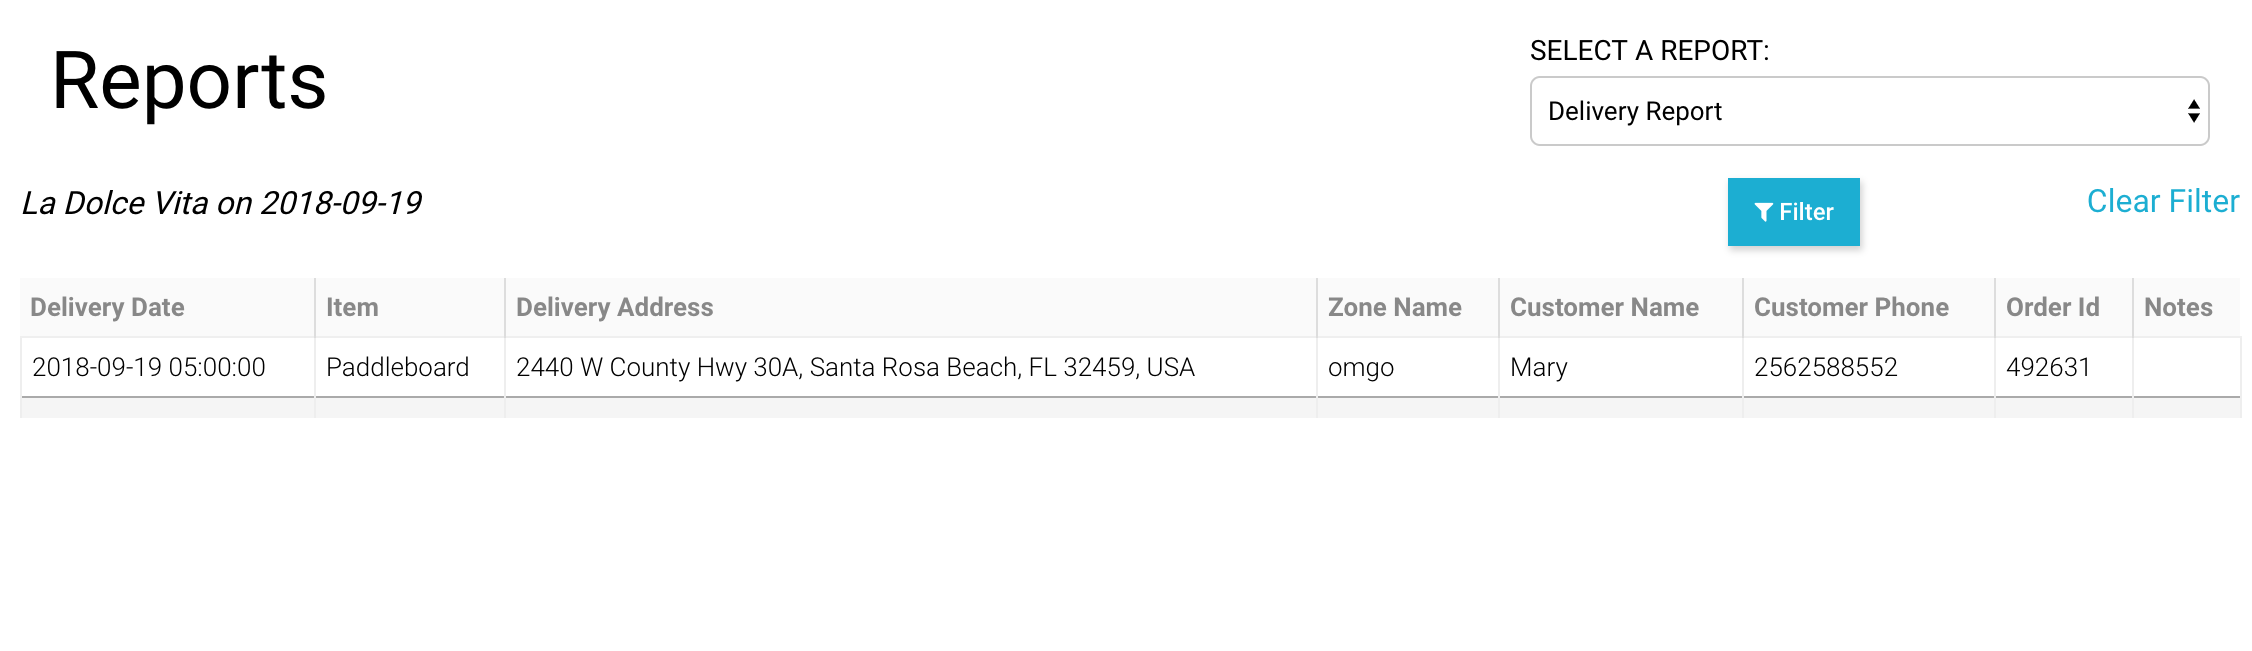 Reports
SELECT A REPORT:
Delivery Report
La Dolce Vita on 2018-09-19
Filter
Clear Filter
Delivery Date Item Delivery Address Zone Name Customer Name Customer Phone Order Id Notes
2018-09-19 05:00:00 Paddleboard 2440 W County Hwy 30A, Santa Rosa Beach, FL 32459, USA omgo Mary 2562588552 492631